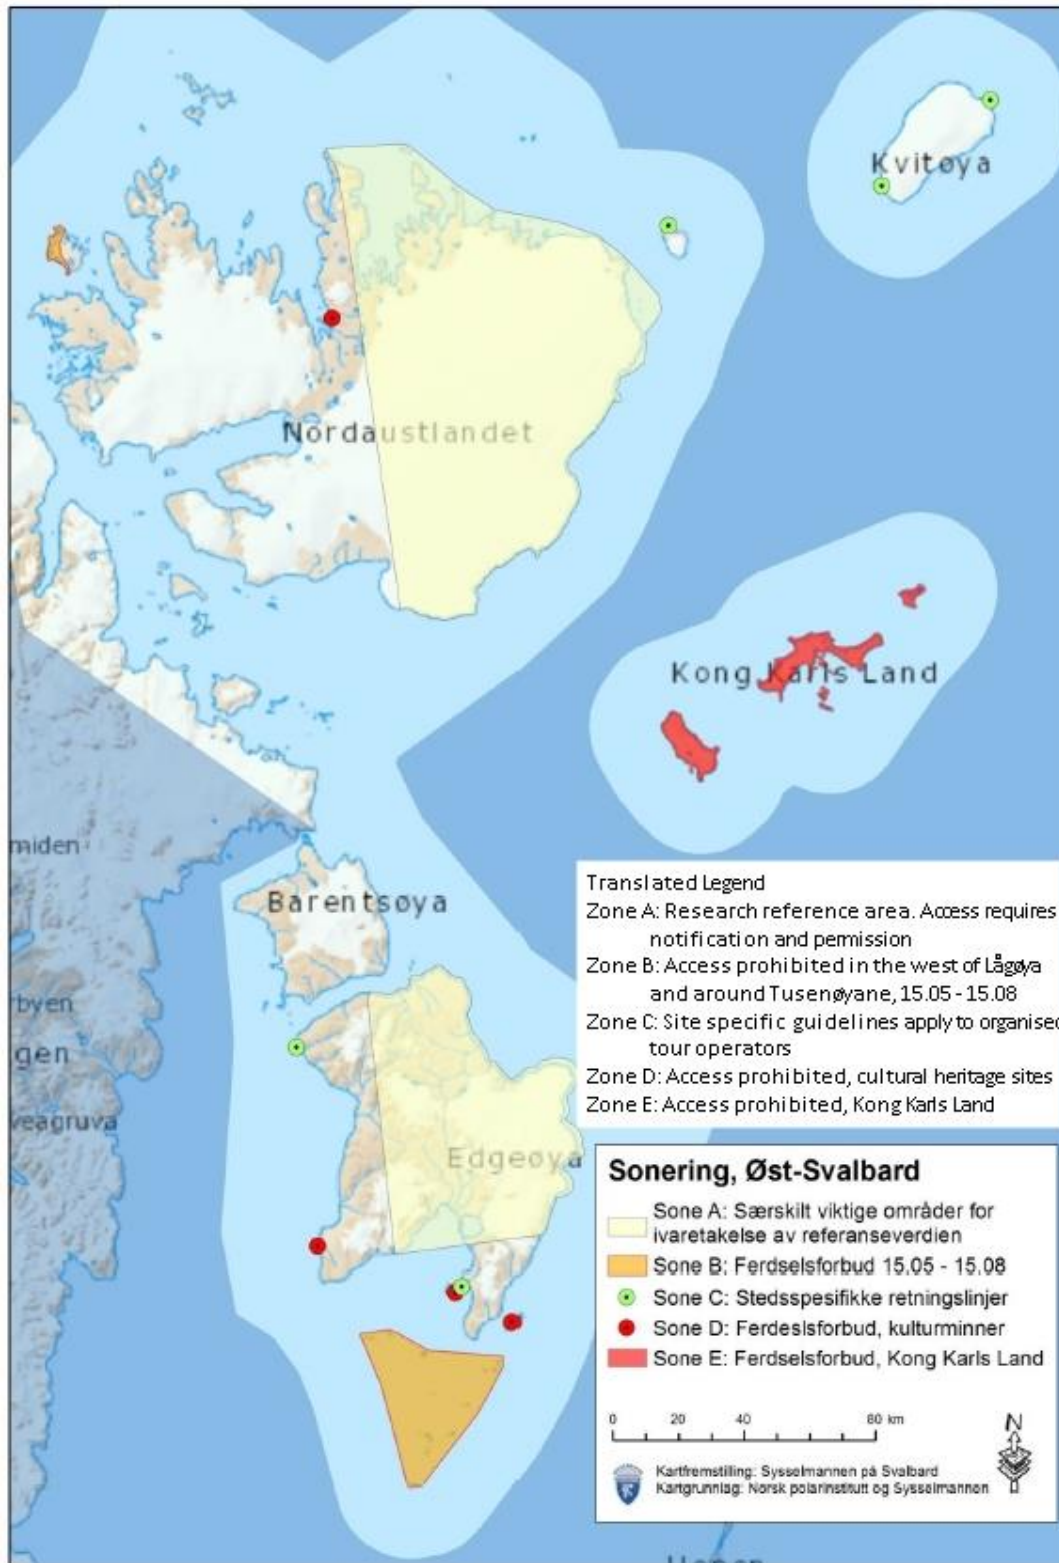 Kvitøya
Nordaustlandet
Kong Karls Land
miden
Barentsøya
Translated Legend
Zone A: Research reference area. Access requires
notification and permission
Zone B: Access prohibited in the west of Lågøya
and around Tusenøyane, 15.05 - 15.08
Zone C: Site specific guidelines apply to organised
tour operators
Zone D: Access prohibited, cultural heritage sites
Zone E: Access prohibited, Kong Karls Land
rbyen
gen
veagruva
Edgeøya
Sonering, Øst-Svalbard
Sone A: Særskilt viktige områder for
ivaretakelse av referanseverdien
Sone B: Ferdselsforbud 15.05 - 15.08
Sone C: Stedsspesifikke retningslinjer
Sone D: Ferdeslsforbud, kulturminner
Sone E: Ferdselsforbud, Kong Karls Land
0 20 40 80 km
N
Kartfremstilling: Sysselmannen på Svalbard
Kartgrunnlag: Norsk polarinstitutt og Sysselmannen